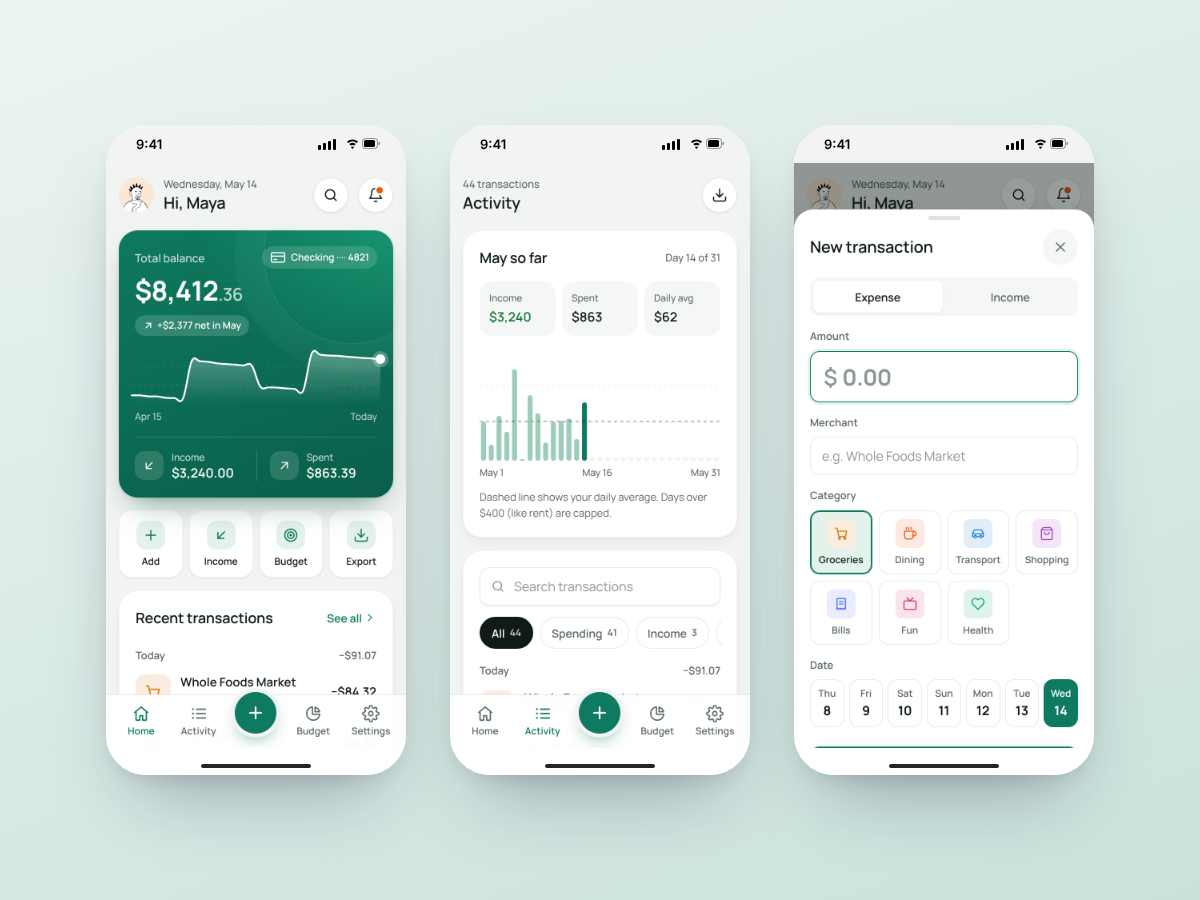 9:41
Wednesday, May 14
Hi, Maya
Total balance
Checking ···· 4821
$8,412.36
+$2,377 net in May
Apr 15
Today
Income
$3,240.00
Spent
$863.39
Add
Income
Budget
Export
Recent transactions
See all
Today
−$91.07
Whole Foods Market
−$84.32
Home
Activity
Budget
Settings
9:41
44 transactions
Activity
May so far
Day 14 of 31
Income
$3,240
Spent
$863
Daily avg
$62
May 1
May 16
May 31
Dashed line shows your daily average. Days over
$400 (like rent) are capped.
Search transactions
All 44
Spending 41
Income 3
Today
−$91.07
Home
Activity
Budget
Settings
9:41
Wednesday, May 14
Hi, Maya
New transaction
Expense
Income
Amount
$ 0.00
Merchant
e.g. Whole Foods Market
Category
Groceries
Dining
Transport
Shopping
Bills
Fun
Health
Date
Thu
8
Fri
9
Sat
10
Sun
11
Mon
12
Tue
13
Wed
14